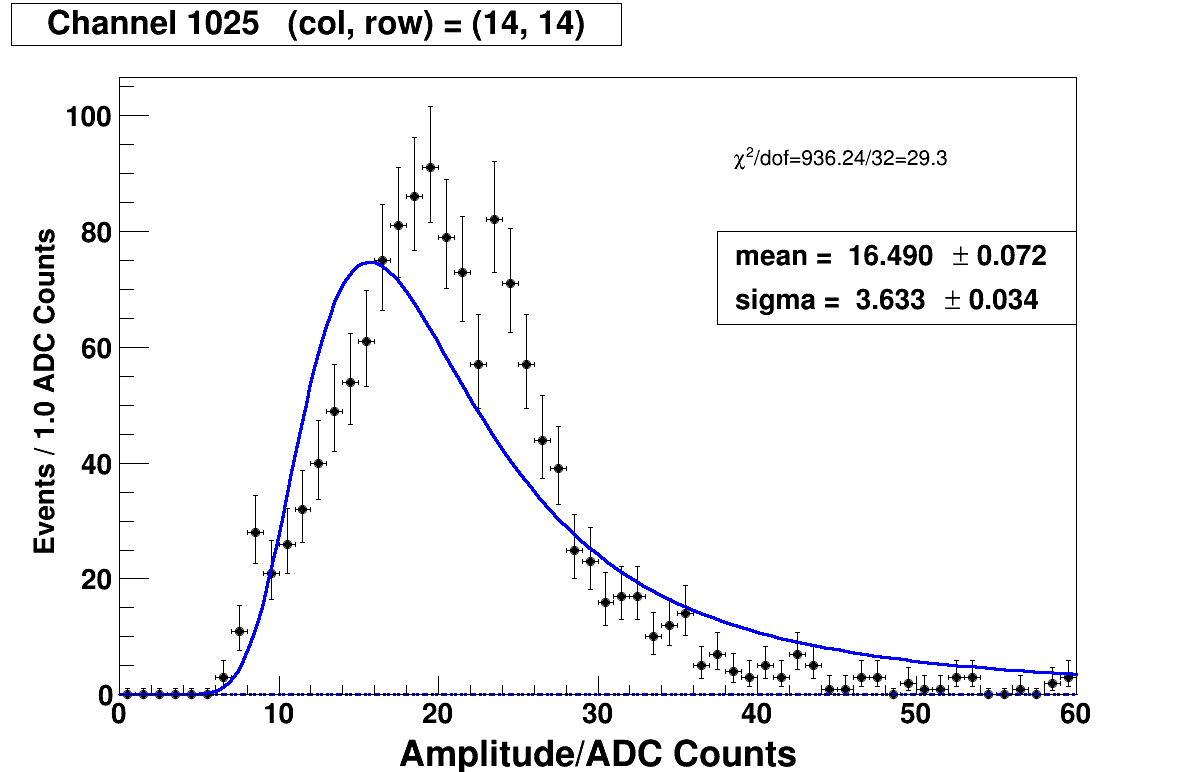 Channel 1025 (col, row) = (14, 14)
100
80
60
40
20
0
Events / 1.0 ADC Counts
χ²/dof=936.24/32=29.3
mean = 16.490 ± 0.072
sigma = 3.633 ± 0.034
0 10 20 30 40 50 60
Amplitude/ADC Counts